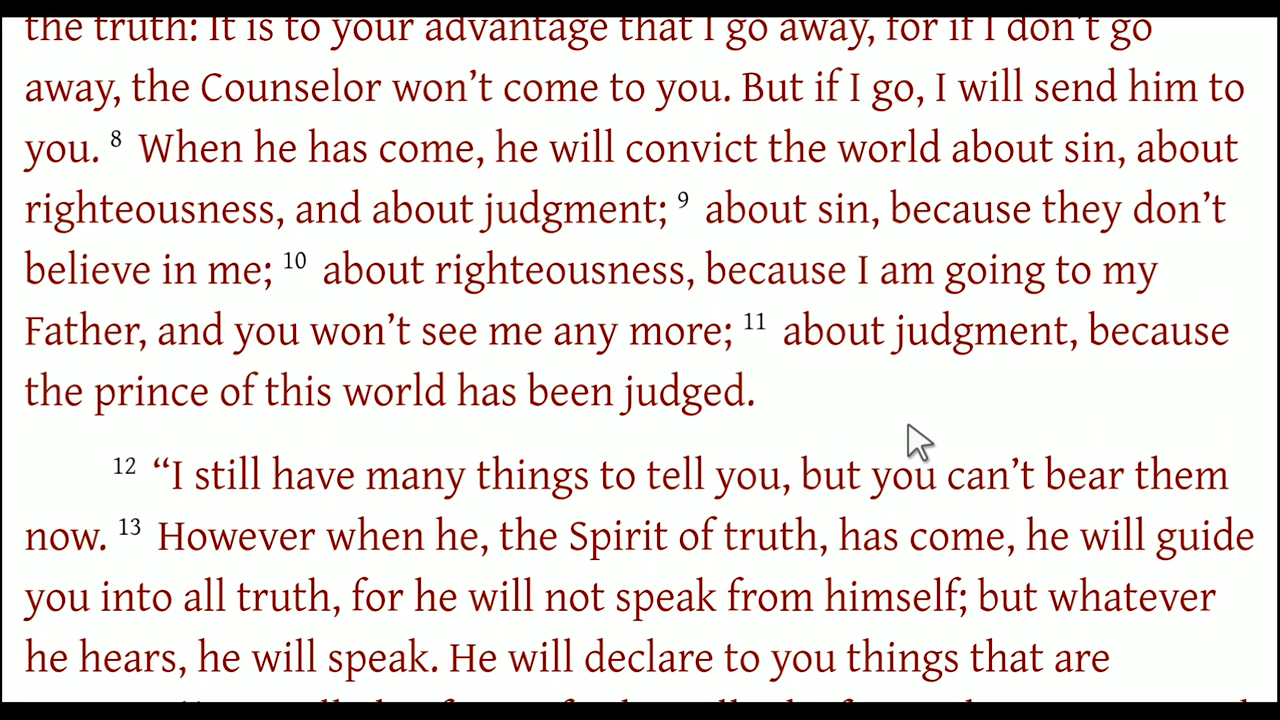 the truth: It is to your advantage that I go away, for if I don’t go
away, the Counselor won’t come to you. But if I go, I will send him to
you. 8 When he has come, he will convict the world about sin, about
righteousness, and about judgment; 9 about sin, because they don’t
believe in me; 10 about righteousness, because I am going to my
Father, and you won’t see me any more; 11 about judgment, because
the prince of this world has been judged.
12 “I still have many things to tell you, but you can’t bear them
now. 13 However when he, the Spirit of truth, has come, he will guide
you into all truth, for he will not speak from himself; but whatever
he hears, he will speak. He will declare to you things that are